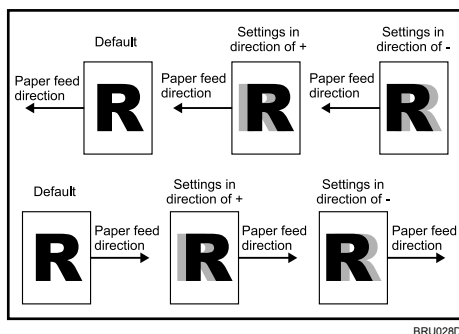 Default
Settings in
direction of +
Settings in
direction of -
Paper feed
direction
R
Paper feed
direction
R
Paper feed
direction
R
Default
Settings in
direction of +
Settings in
direction of -
R
Paper feed
direction
R
Paper feed
direction
R
Paper feed
direction
BRU028D